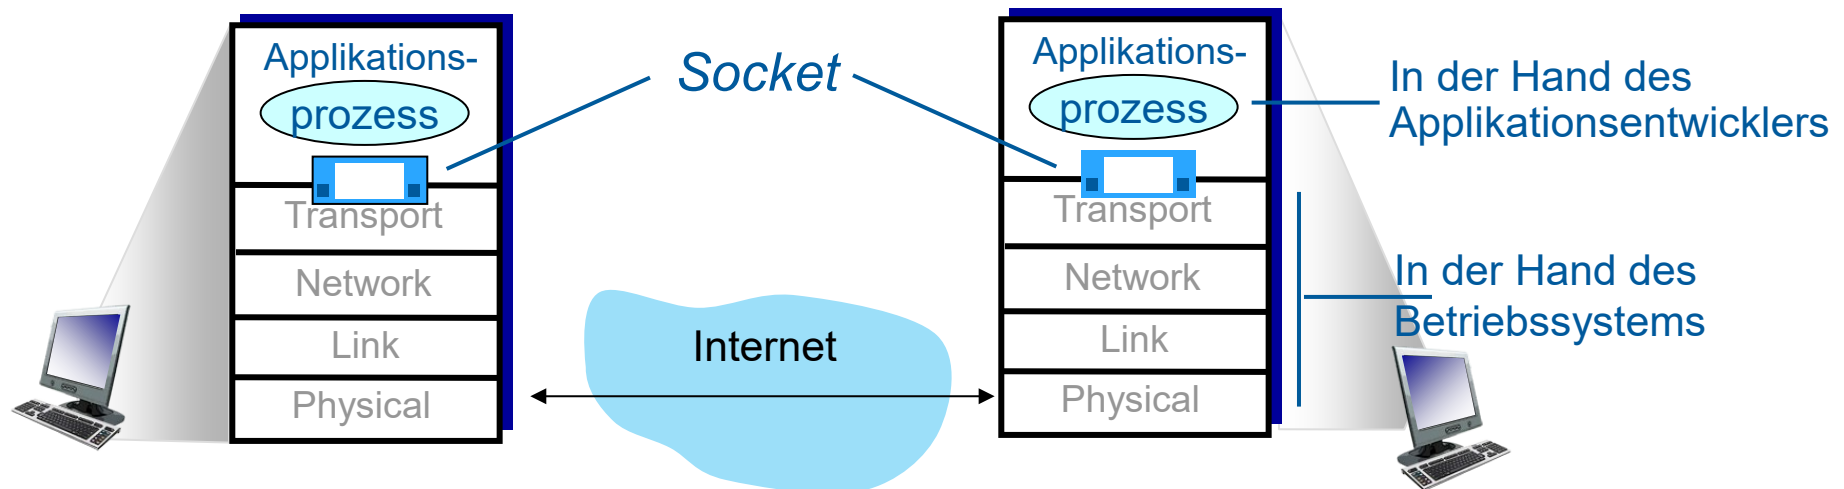 Applikations-
prozess
Transport
Network
Link
Physical
Socket
Internet
Applikations-
prozess
Transport
Network
Link
Physical
In der Hand des
Applikationsentwicklers
In der Hand des
Betriebssystems